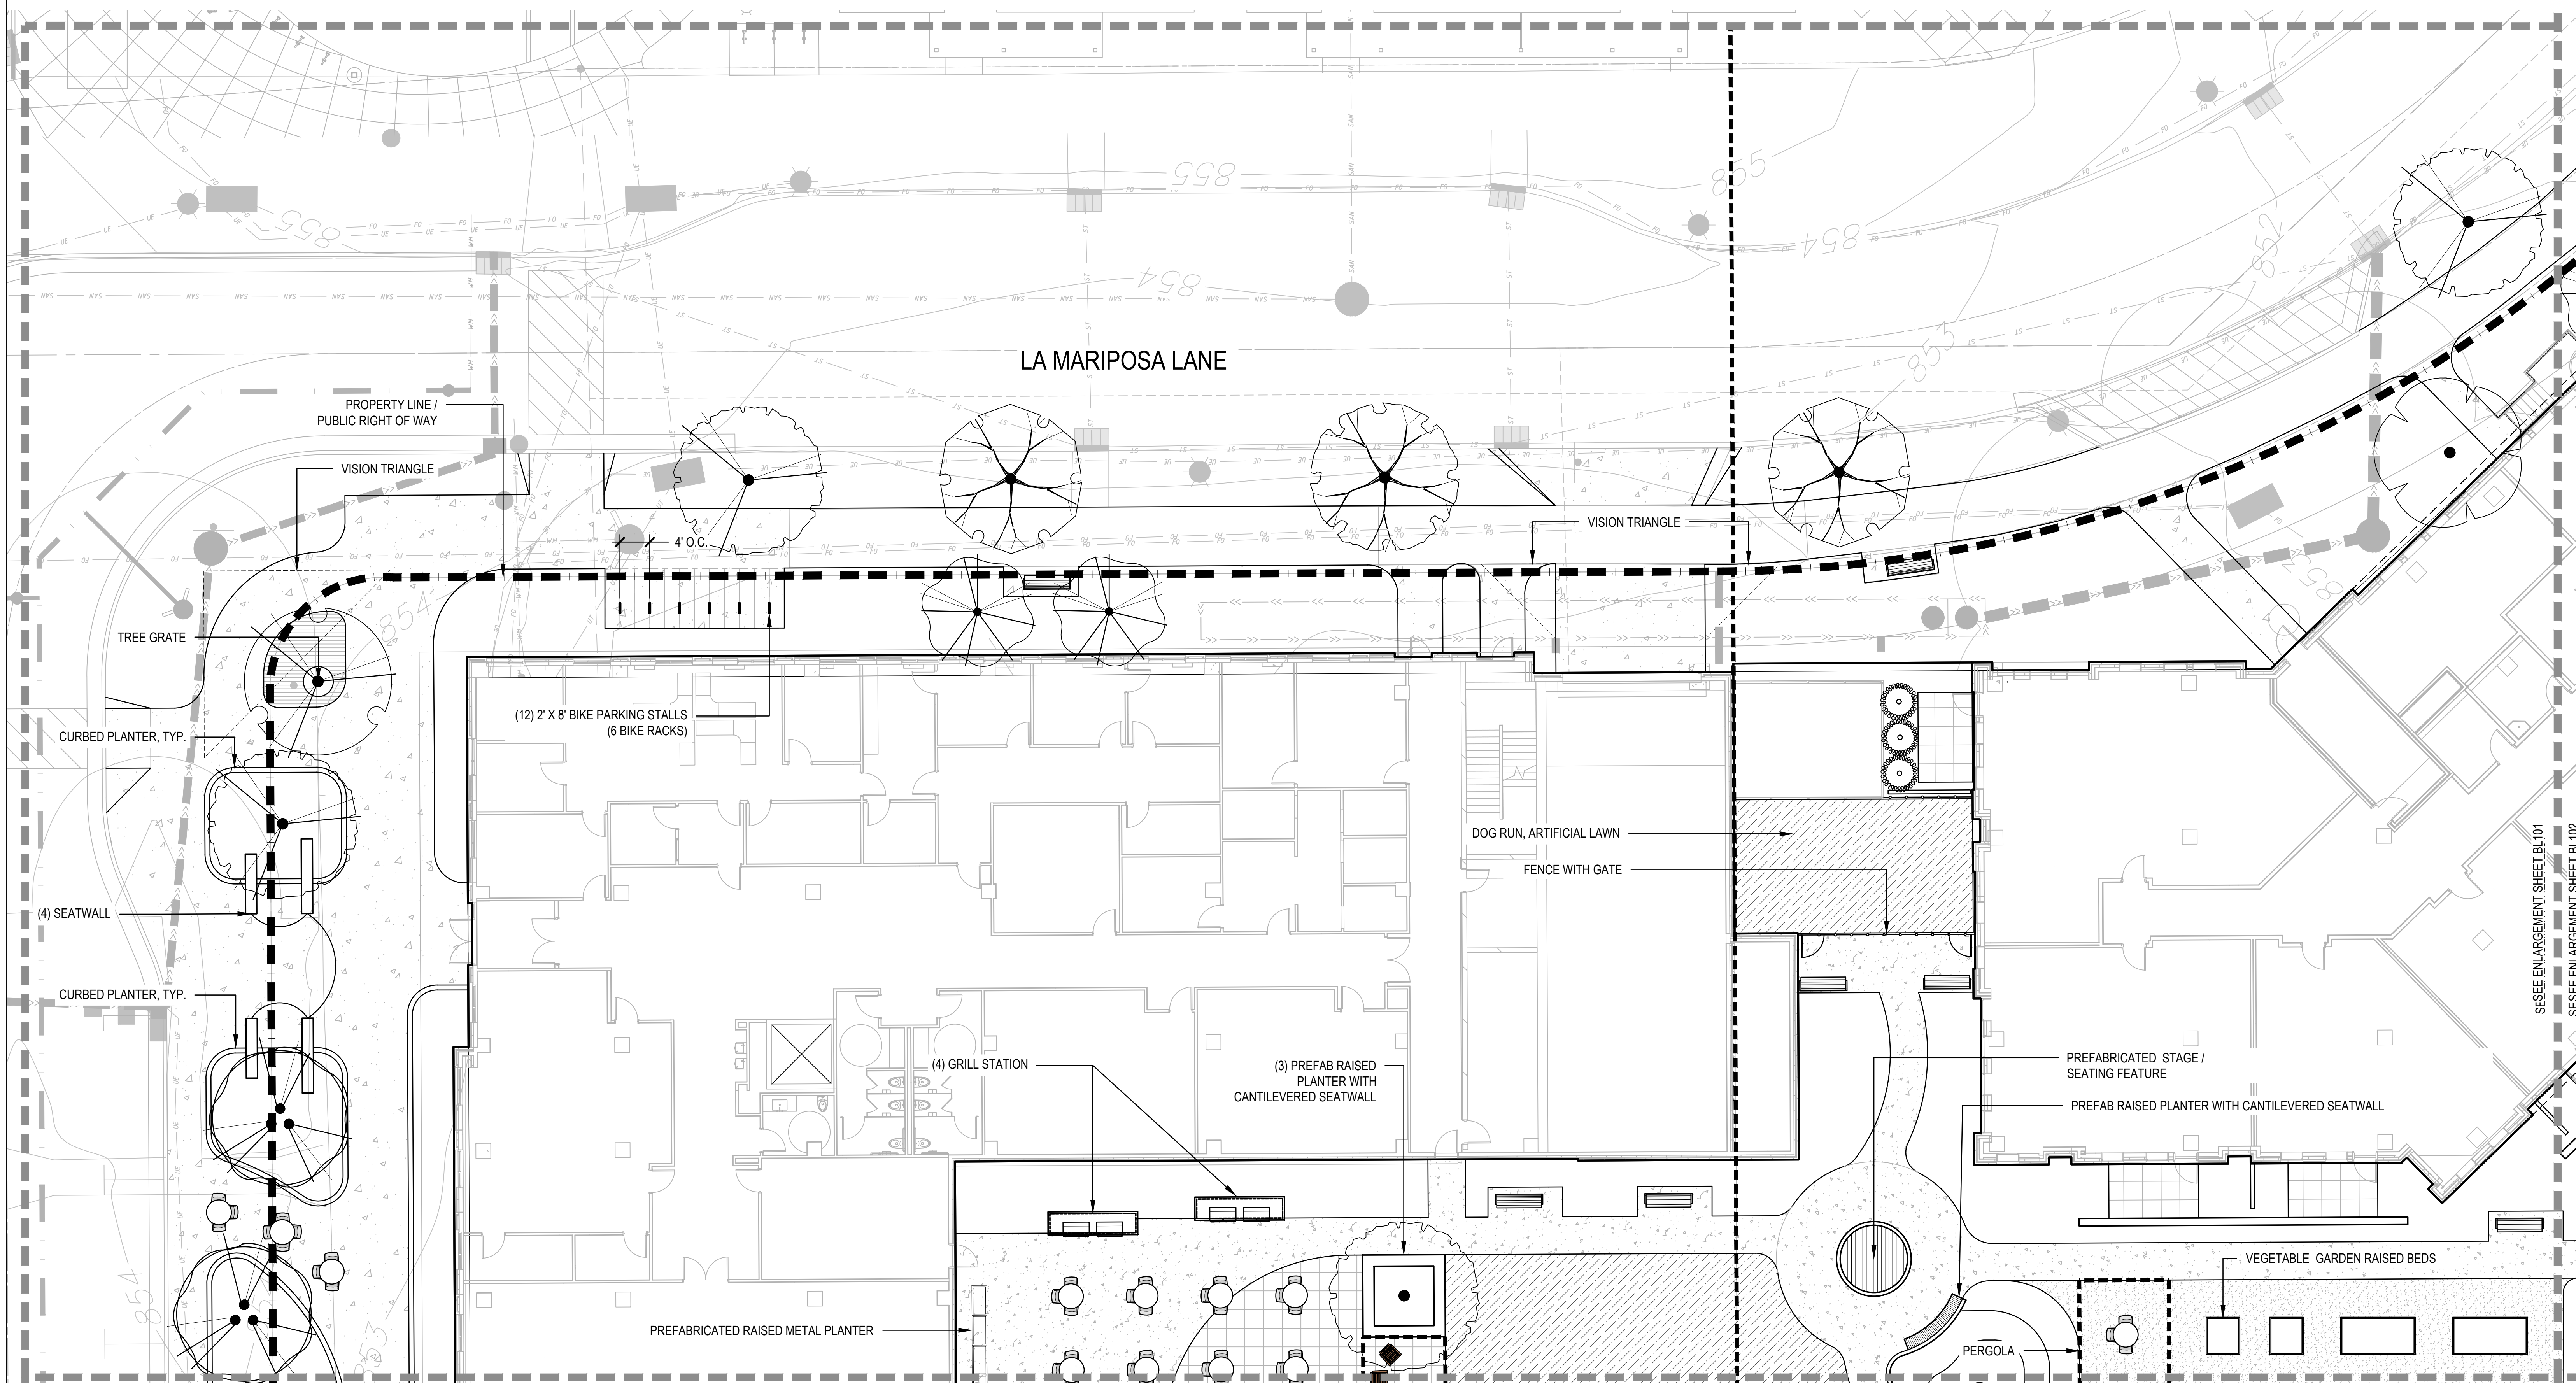 855
855
855
854
854
852
853
LA MARIPOSA LANE
PROPERTY LINE /
PUBLIC RIGHT OF WAY
VISION TRIANGLE
VISION TRIANGLE
4' O.C.
854
TREE GRATE
(12) 2' X 8' BIKE PARKING STALLS
(6 BIKE RACKS)
CURBED PLANTER, TYP.
DOG RUN, ARTIFICIAL LAWN
FENCE WITH GATE
(4) SEATWALL
CURBED PLANTER, TYP.
(4) GRILL STATION
(3) PREFAB RAISED
PLANTER WITH
CANTILEVERED SEATWALL
PREFABRICATED STAGE /
SEATING FEATURE
PREFAB RAISED PLANTER WITH CANTILEVERED SEATWALL
VEGETABLE GARDEN RAISED BEDS
PREFABRICATED RAISED METAL PLANTER
PERGOLA
853
SEE ENLARGEMENT SHEET BL101
SEE ENLARGEMENT SHEET BL102